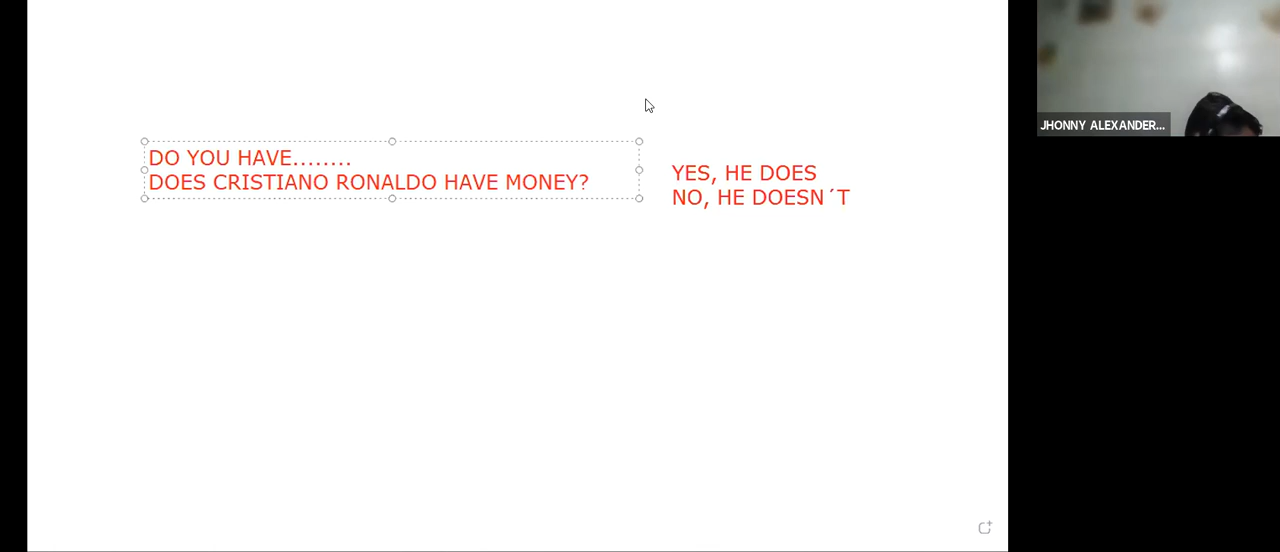 DO YOU HAVE........
DOES CRISTIANO RONALDO HAVE MONEY?
YES, HE DOES
NO, HE DOESN´T
JHONNY ALEXANDER...